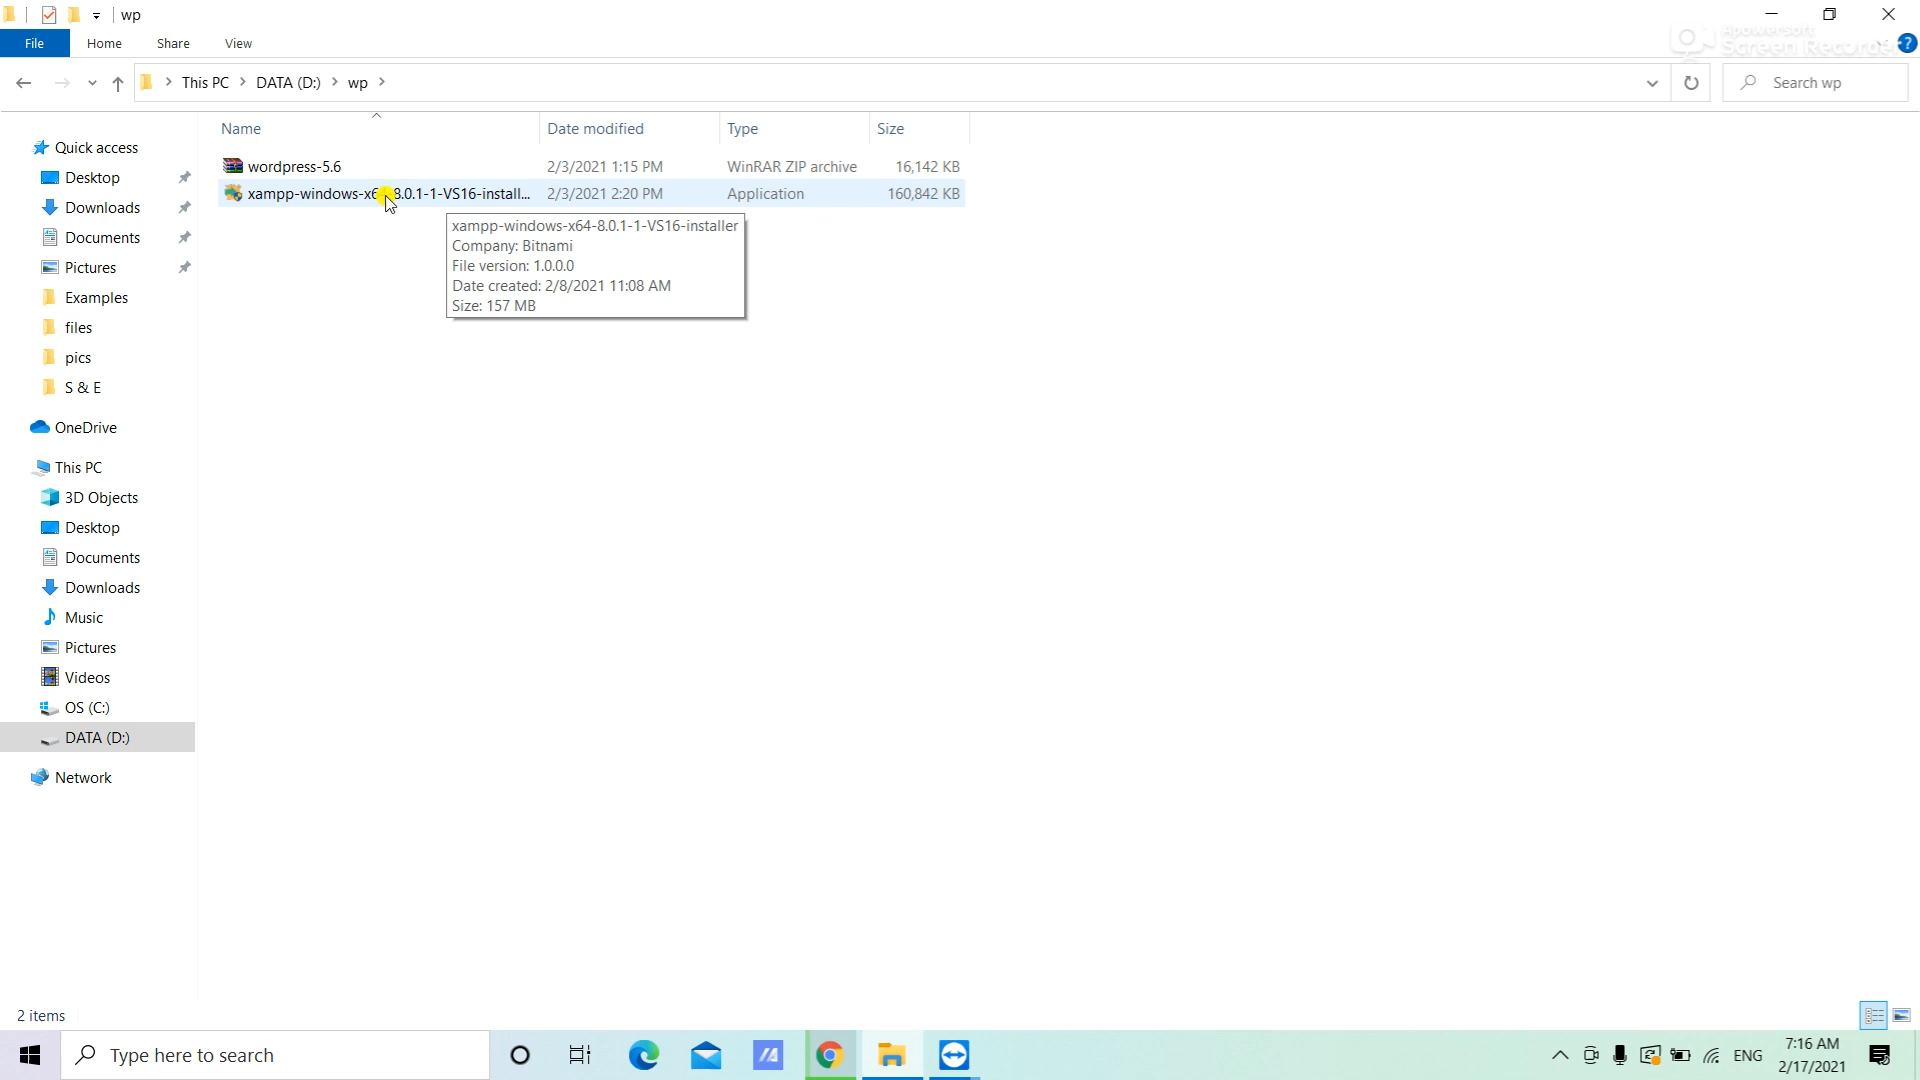 wp
File Home Share View
Apowersoft
Screen Recorder
?
This PC DATA (D:) wp
Search wp
Name Date modified Type Size
Quick access
wordpress-5.6 2/3/2021 1:15 PM WinRAR ZIP archive 16,142 KB
Desktop
xampp-windows-x6 8.0.1-1-VS16-install... 2/3/2021 2:20 PM Application 160,842 KB
Downloads
xampp-windows-x64-8.0.1-1-VS16-installer
Company: Bitnami
File version: 1.0.0.0
Date created: 2/8/2021 11:08 AM
Size: 157 MB
Documents
Pictures
Examples
files
pics
S & E
OneDrive
This PC
3D Objects
Desktop
Documents
Downloads
Music
Pictures
Videos
OS (C:)
DATA (D:)
Network
2 items
Type here to search
ENG
7:16 AM
2/17/2021